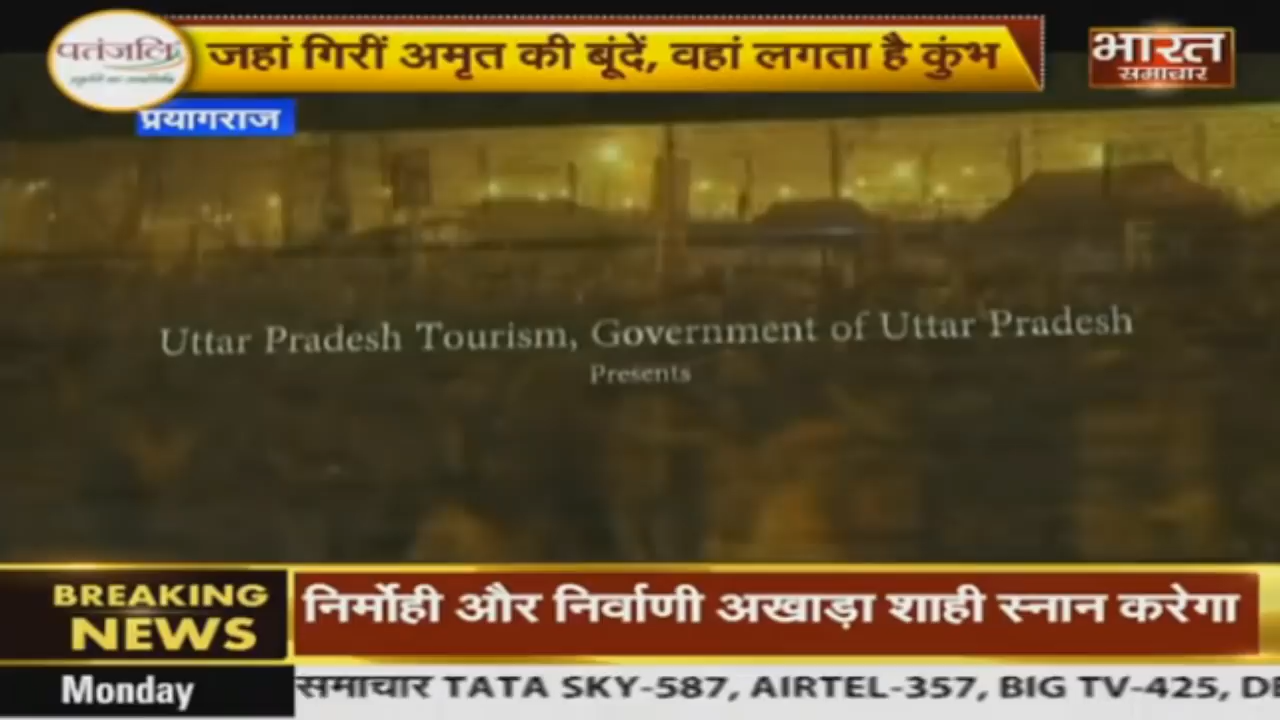 पतंजलि
जहां गिरीं अमृत की बूंदें, वहां लगता है कुंभ
भारत
समाचार
प्रयागराज
Uttar Pradesh Tourism, Government of Uttar Pradesh
Presents
BREAKING
NEWS
निर्मोही और निर्वाणी अखाड़ा शाही स्नान करेगा
Monday
समाचार TATA SKY-587, AIRTEL-357, BIG TV-425,